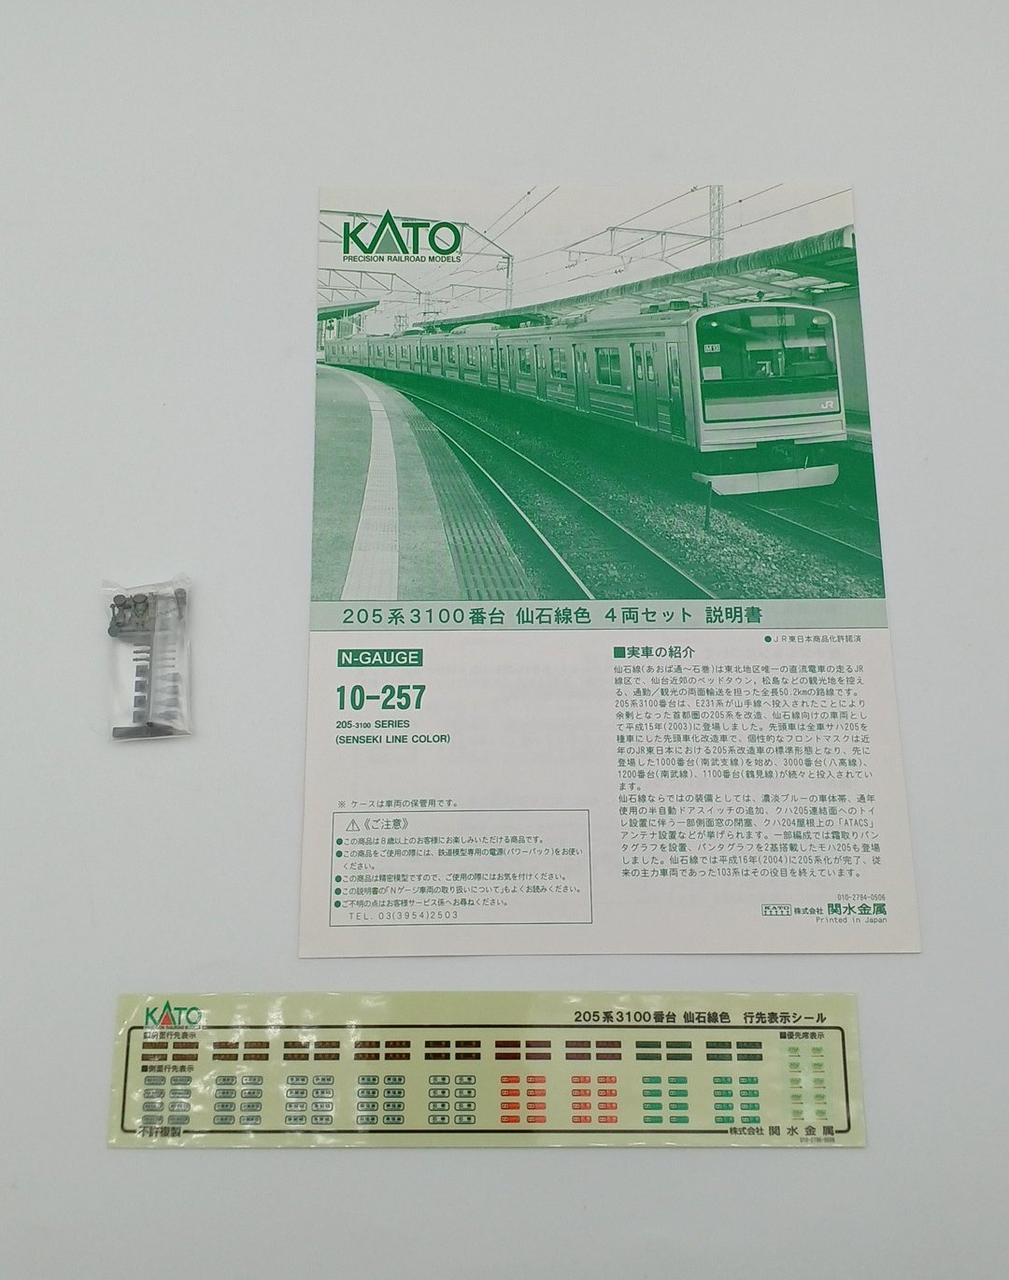 KATO
PRECISION RAILROAD MODELS
M13
JR
205系3100番台 仙石線色 4両セット 説明書
●JR東日本商品化許諾済
N-GAUGE
10-257
205-3100 SERIES
(SENSEKI LINE COLOR)
※ ケースは車両の保管用です。
⚠《ご注意》
●この商品は8歳以上のお客様にお楽しみいただける商品です。
●この商品をご使用の際には、鉄道模型専用の電源(パワーパック)をお使い
ください。
●この商品は精密模型ですので、ご使用の際にはお気を付けください。
●この説明書の「Nゲージ車両の取り扱いについて」もよくお読みください。
●ご不明の点はお客様サービス係へお尋ねください。
TEL. 03(3954)2503
■実車の紹介
仙石線(あおば通〜石巻)は東北地区唯一の直流電車の走るJR
線区で、仙台近郊のベッドタウン，松島などの観光地を控え
る、通勤／観光の両面輸送を担った全長50.2kmの路線です。
205系3100番台は、E231系が山手線へ投入されたことにより
余剰となった首都圏の205系を改造、仙石線向けの車両とし
て平成15年(2003)に登場しました。先頭車は全車サハ205を
種車にした先頭車化改造車で、個性的なフロントマスクは近
年のJR東日本における205系改造車の標準形態となり、先に
登場した1000番台(南武支線)を始め、3000番台(八高線)、
1200番台(南武線)、1100番台(鶴見線)が続々と投入されてい
ます。
仙石線ならではの装備としては、濃淡ブルーの車体帯、通年
使用の半自動ドアスイッチの追加、クハ205連結面へのトイ
レ設置に伴う一部側面窓の閉塞、クハ204屋根上の「ATACS」
アンテナ設置などが挙げられます。一部編成では霜取りパン
タグラフを設置、パンタグラフを2基搭載したモハ205も登場
しました。仙石線では平成16年(2004)に205系化が完了、従
来の主力車両であった103系はその役目を終えています。
010-2784-0506
KATO 株式会社 関水金属
Printed in Japan
KATO
PRECISION RAILROAD MODELS
205系3100番台 仙石線色 行先表示シール
■前面行先表示
■優先席表示
■側面行先表示
不許複製
株式会社 関水金属